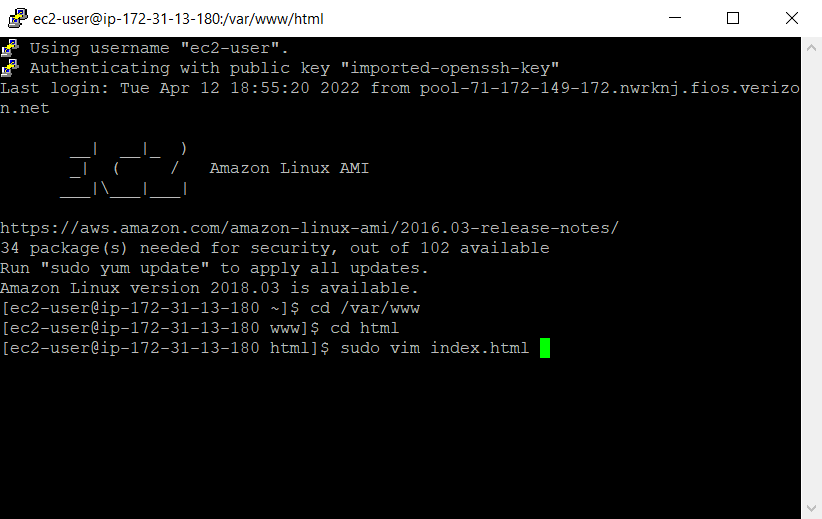 ec2-user@ip-172-31-13-180:/var/www/html
Using username "ec2-user".
Authenticating with public key "imported-openssh-key"
Last login: Tue Apr 12 18:55:20 2022 from pool-71-172-149-172.nwrknj.fios.verizo
n.net
       __|  __|_  )
       _|  (     /   Amazon Linux AMI
      ___|\___|___|
https://aws.amazon.com/amazon-linux-ami/2016.03-release-notes/
34 package(s) needed for security, out of 102 available
Run "sudo yum update" to apply all updates.
Amazon Linux version 2018.03 is available.
[ec2-user@ip-172-31-13-180 ~]$ cd /var/www
[ec2-user@ip-172-31-13-180 www]$ cd html
[ec2-user@ip-172-31-13-180 html]$ sudo vim index.html